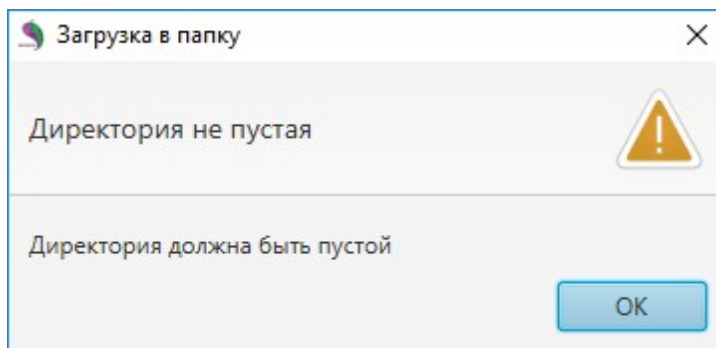 Загрузка в папку
Директория не пустая
Директория должна быть пустой
OK